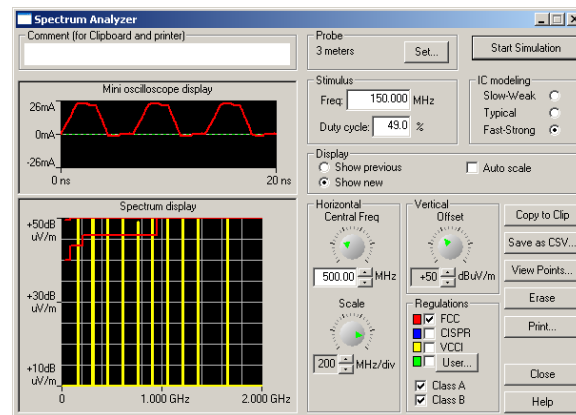 Spectrum Analyzer
Comment (for Clipboard and printer)
Probe
3 meters
Set...
Start Simulation
Mini oscilloscope display
26mA
0mA
-26mA
0 ns
20 ns
Stimulus
Freq: 150.000 MHz
Duty cycle: 49.0 %
IC modeling
Slow-Weak
Typical
Fast-Strong
Display
Show previous
Show new
Auto scale
Spectrum display
+50dB
uV/m
+30dB
uV/m
+10dB
uV/m
0
1.000 GHz
2.000 GHz
Horizontal
Central Freq
500.00 MHz
Scale
200 MHz/div
Vertical
Offset
+50 dBuV/m
Regulations
FCC
CISPR
VCCI
User...
Class A
Class B
Copy to Clip
Save as CSV...
View Points...
Erase
Print...
Close
Help